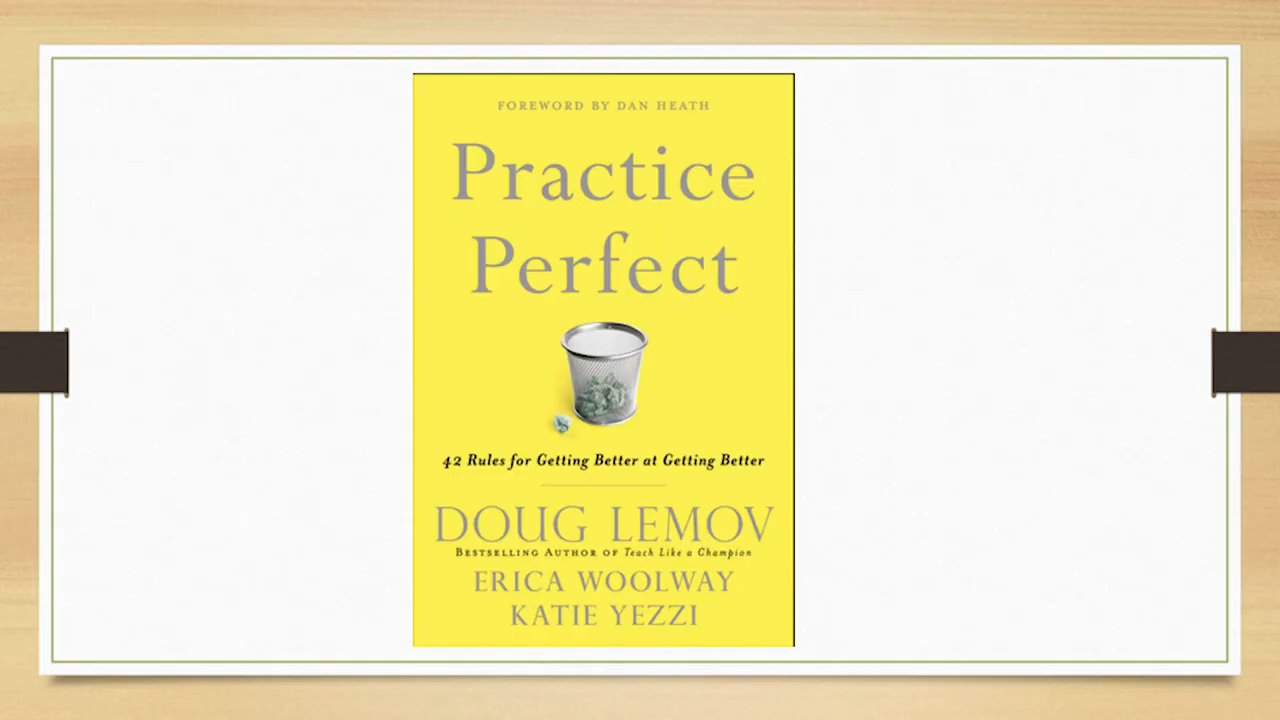 FOREWORD BY DAN HEATH
Practice
Perfect
42 Rules for Getting Better at Getting Better
DOUG LEMOV
BESTSELLING AUTHOR OF Teach Like a Champion
ERICA WOOLWAY
KATIE YEZZI